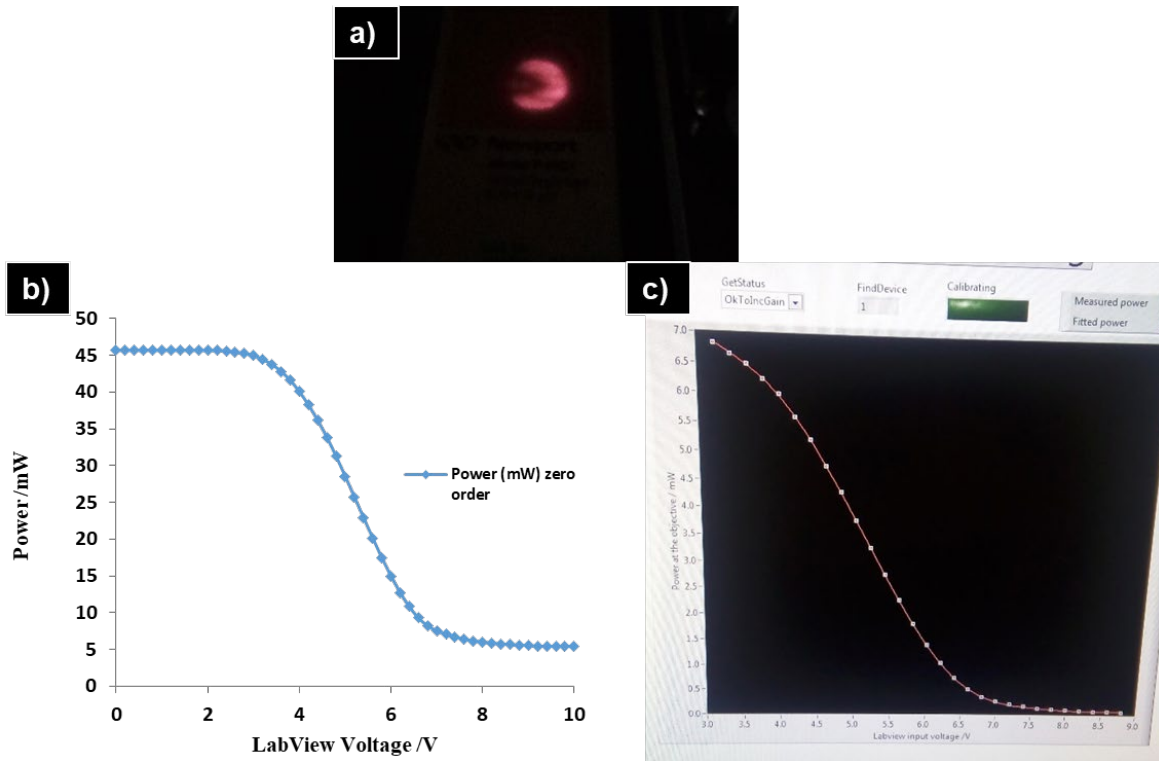 a)
Newport
b)
50
45
40
35
30
25
20
15
10
5
0
Power /mW
0 2 4 6 8 10
LabView Voltage /V
Power (mW) zero
order
c)
GetStatus
OkToIncGain
FindDevice
1
Calibrating
Measured power
Fitted power
7.0
6.5
6.0
5.5
5.0
4.5
4.0
3.5
3.0
2.5
2.0
1.5
1.0
0.5
0.0
Power at the objective / mW
3.0 3.5 4.0 4.5 5.0 5.5 6.0 6.5 7.0 7.5 8.0 8.5 9.0
Labview input voltage /V